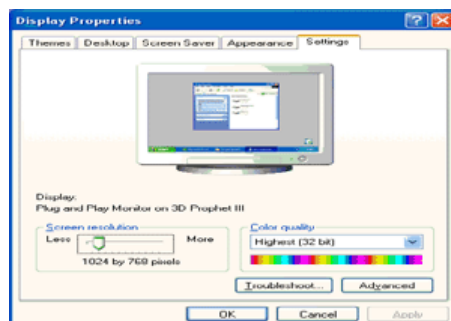 Display Properties
Themes Desktop Screen Saver Appearance Settings
Display:
Plug and Play Monitor on 3D Prophet III
Screen resolution
Less More
1024 by 768 pixels
Color quality
Highest (32 bit)
Troubleshoot... Advanced
OK Cancel Apply